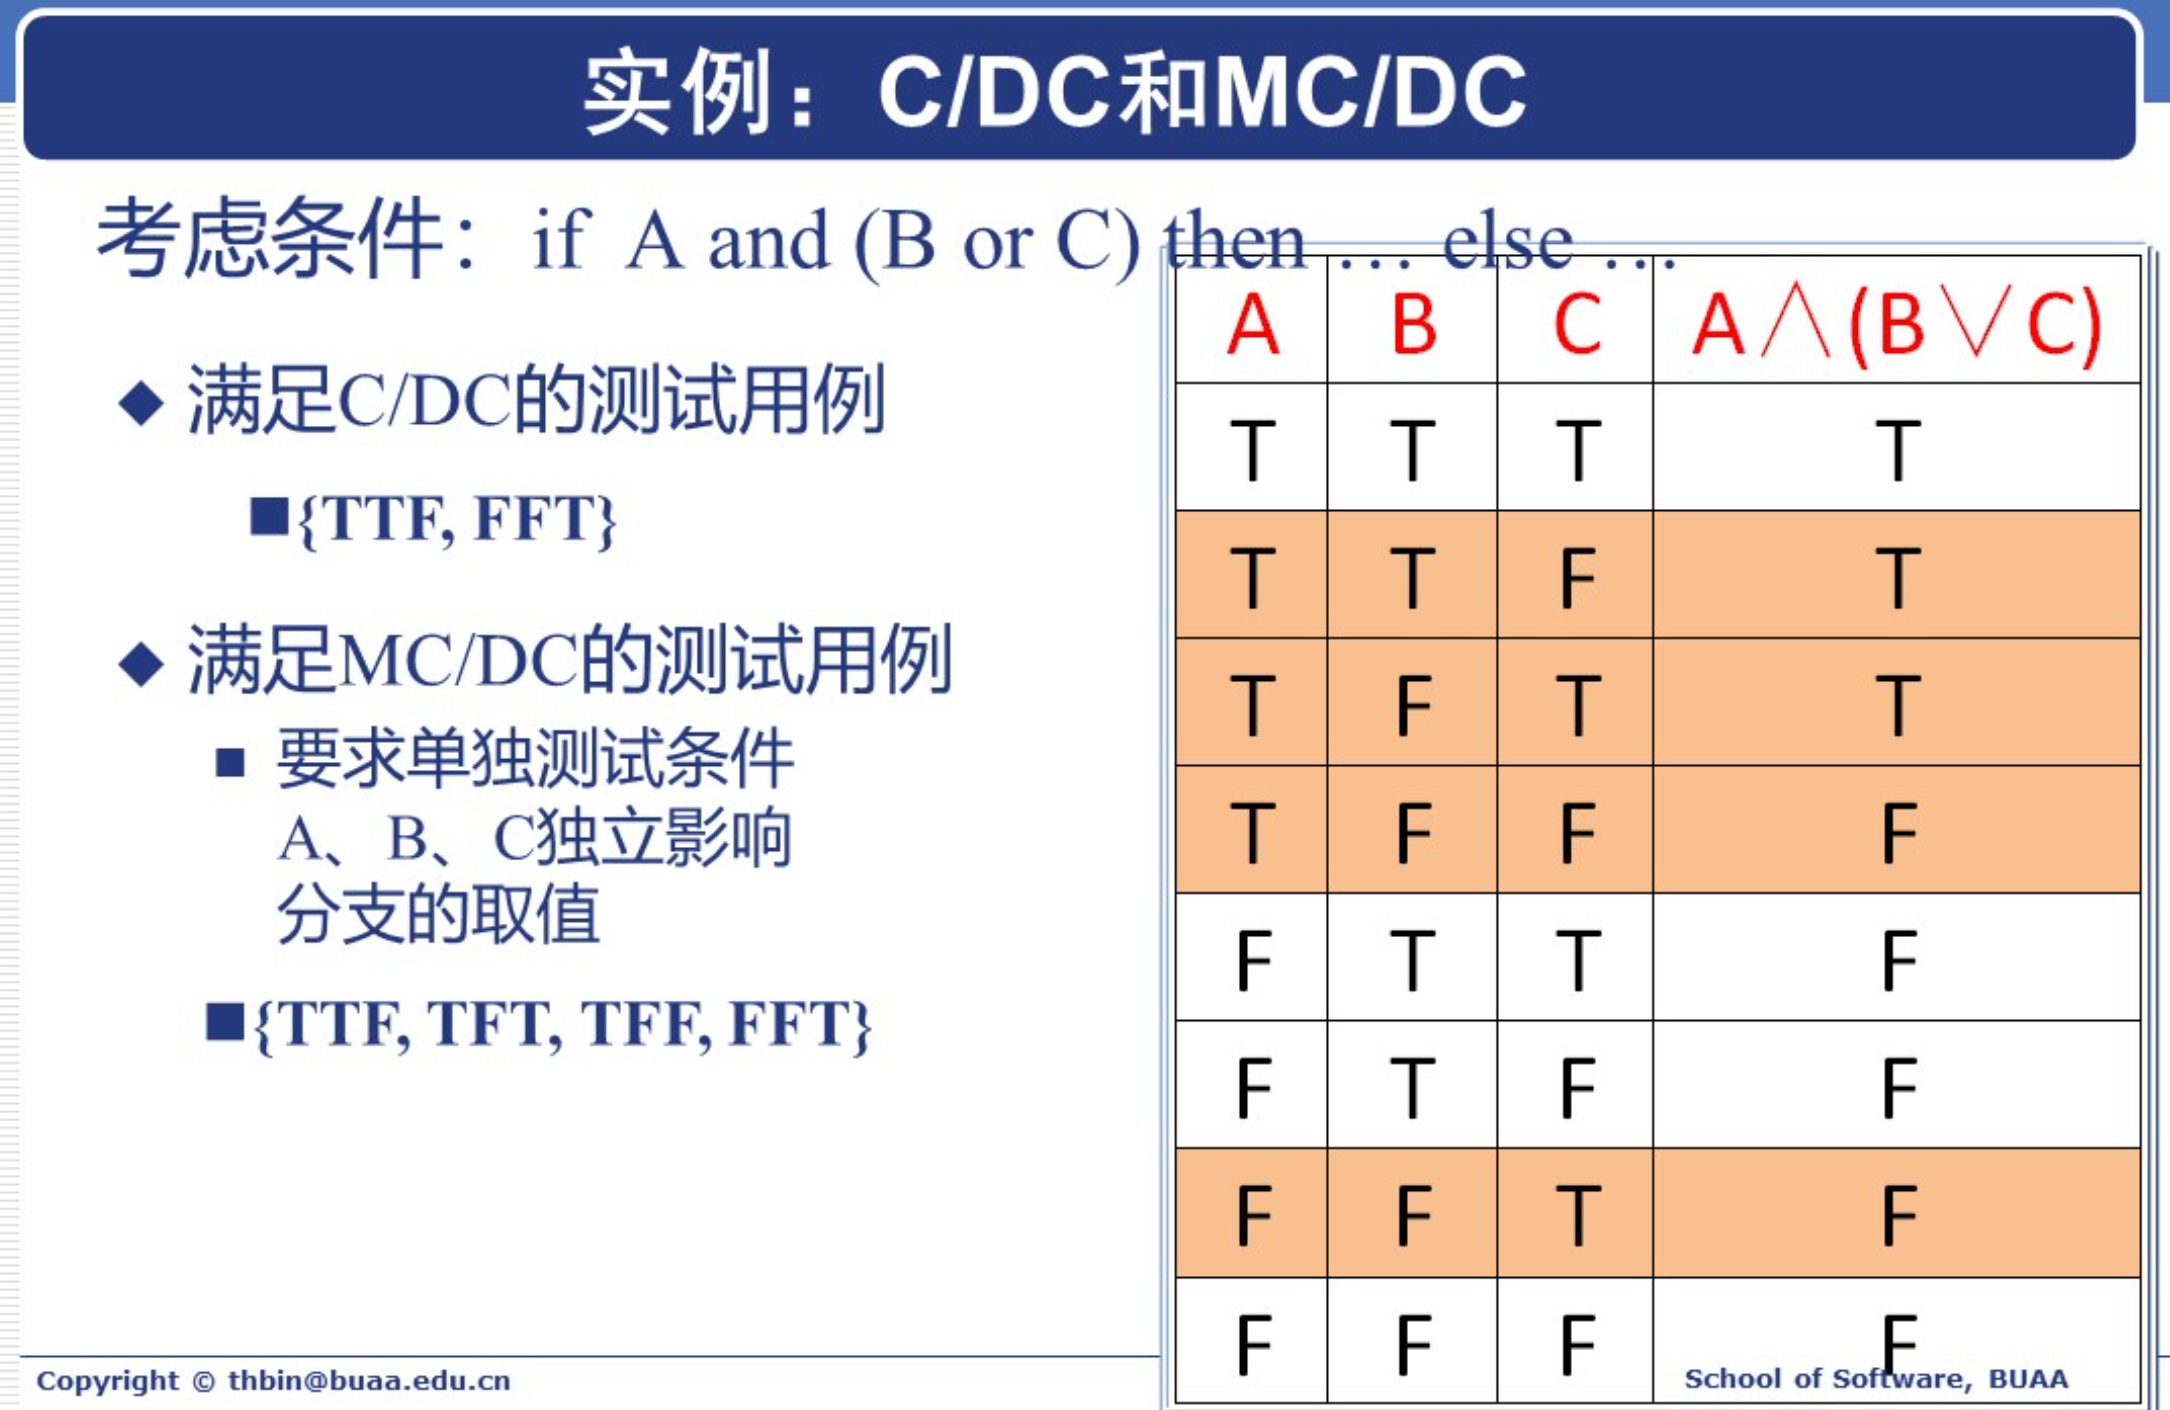 实例：C/DC和MC/DC
考虑条件：if A and (B or C) then … else …
◆ 满足C/DC的测试用例
■{TTF, FFT}
◆ 满足MC/DC的测试用例
■ 要求单独测试条件
A、B、C独立影响
分支的取值
■{TTF, TFT, TFF, FFT}
A B C A∧(B∨C)
T T T T
T T F T
T F T T
T F F F
F T T F
F T F F
F F T F
F F F F
Copyright © thbin@buaa.edu.cn
School of Software, BUAA